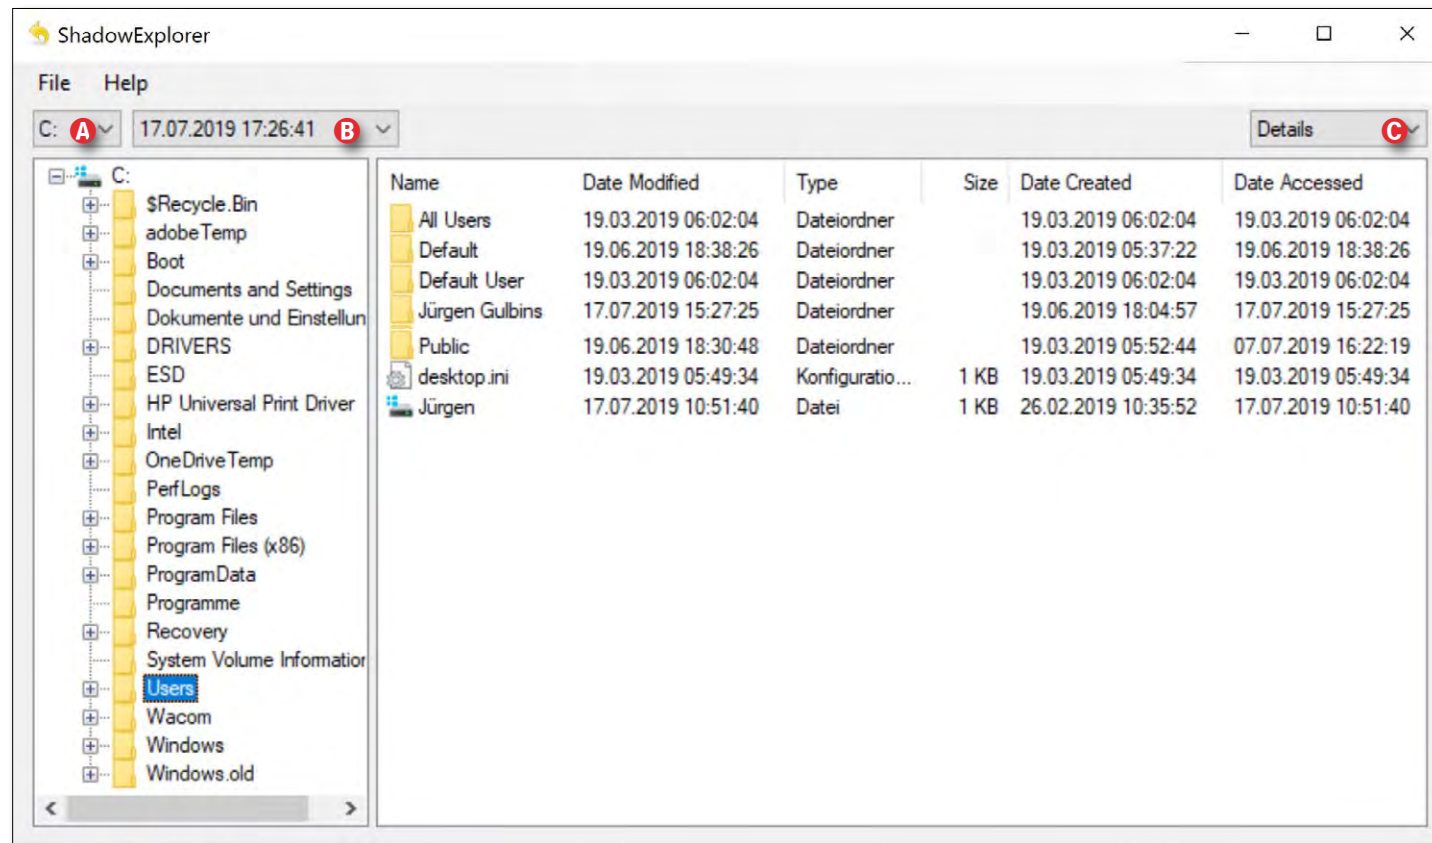 ShadowExplorer
File Help
C: A 17.07.2019 17:26:41 B Details C
C:
$Recycle.Bin
adobeTemp
Boot
Documents and Settings
Dokumente und Einstellun
DRIVERS
ESD
HP Universal Print Driver
Intel
OneDriveTemp
PerfLogs
Program Files
Program Files (x86)
ProgramData
Programme
Recovery
System Volume Information
Users
Wacom
Windows
Windows.old
Name Date Modified Type Size Date Created Date Accessed
All Users 19.03.2019 06:02:04 Dateiordner 19.03.2019 06:02:04 19.03.2019 06:02:04
Default 19.06.2019 18:38:26 Dateiordner 19.03.2019 05:37:22 19.06.2019 18:38:26
Default User 19.03.2019 06:02:04 Dateiordner 19.03.2019 06:02:04 19.03.2019 06:02:04
Jürgen Gulbins 17.07.2019 15:27:25 Dateiordner 19.06.2019 18:04:57 17.07.2019 15:27:25
Public 19.06.2019 18:30:48 Dateiordner 19.03.2019 05:52:44 07.07.2019 16:22:19
desktop.ini 19.03.2019 05:49:34 Konfiguratio... 1 KB 19.03.2019 05:49:34 19.03.2019 05:49:34
Jürgen 17.07.2019 10:51:40 Datei 1 KB 26.02.2019 10:35:52 17.07.2019 10:51:40